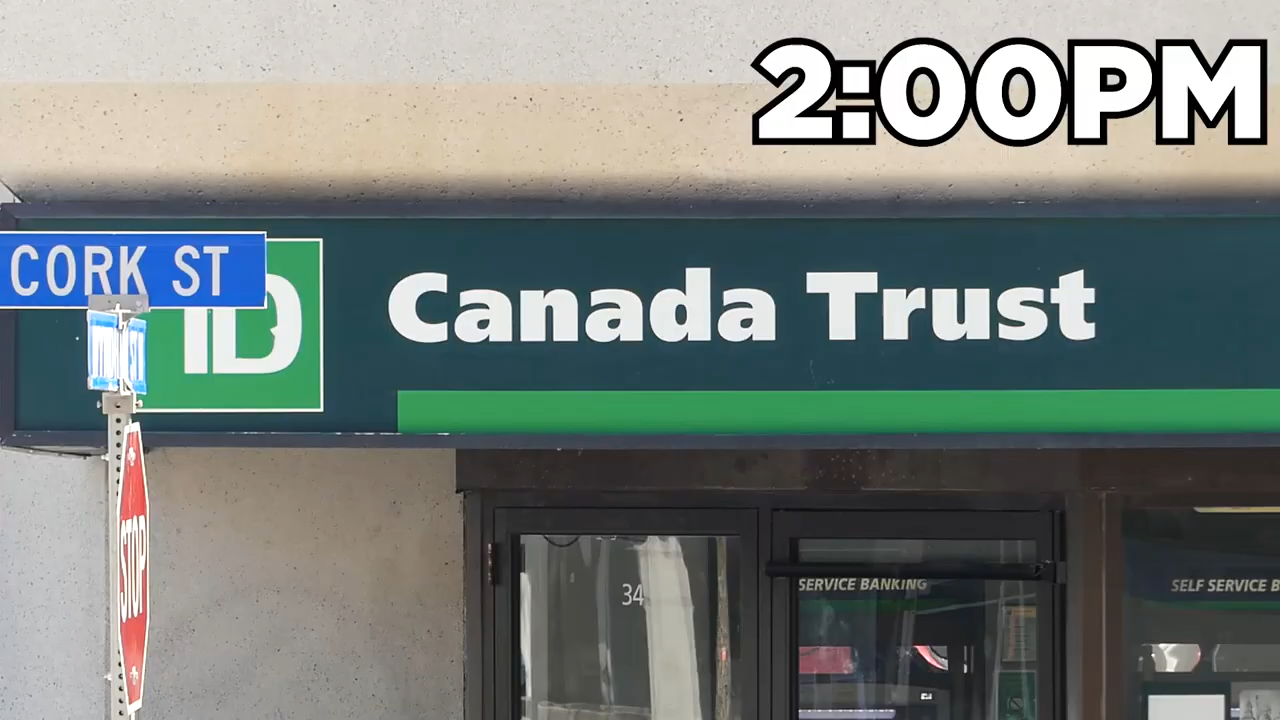 2:00PM
CORK ST
TD
Canada Trust
STOP
34
SERVICE BANKING
SELF SERVICE B